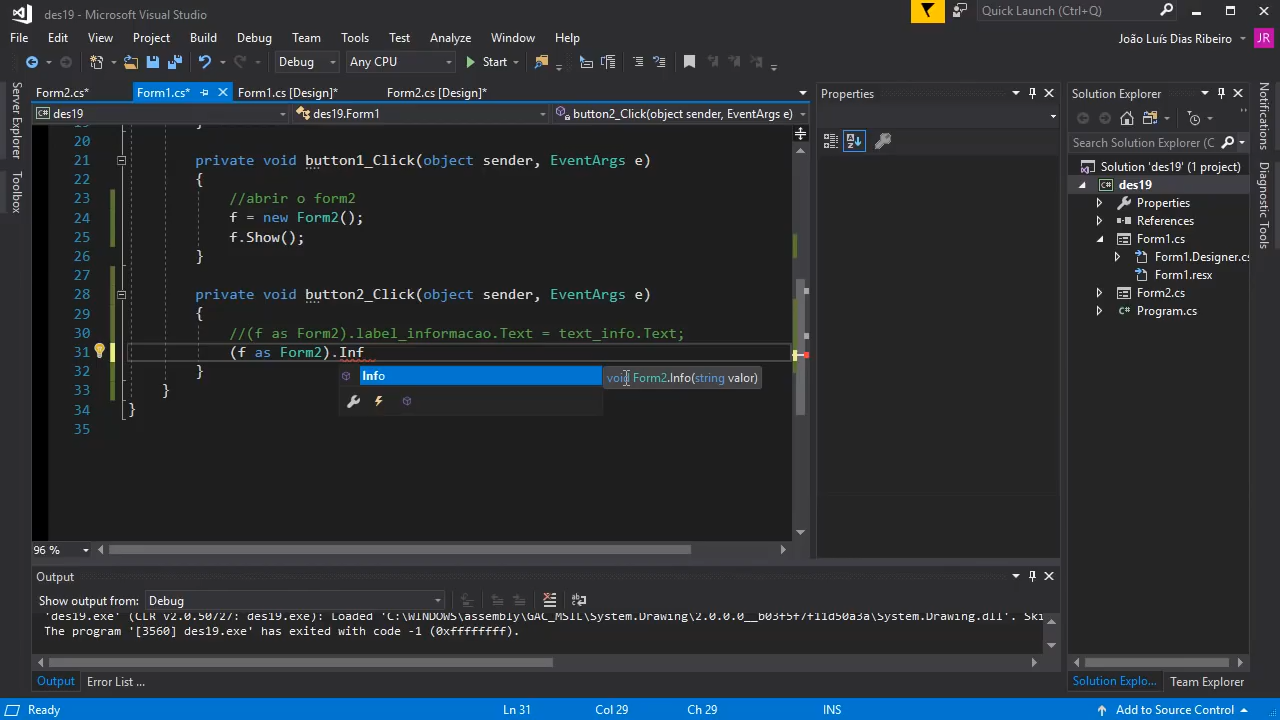 des19 - Microsoft Visual Studio
Quick Launch (Ctrl+Q)
File Edit View Project Build Debug Team Tools Test Analyze Window Help
João Luís Dias Ribeiro JR
Debug Any CPU Start
Server Explorer
Toolbox
Form2.cs* Form1.cs* Form1.cs [Design]* Form2.cs [Design]*
des19 des19.Form1 button2_Click(object sender, EventArgs e)
19 }
20
21 private void button1_Click(object sender, EventArgs e)
22 {
23 //abrir o form2
24 f = new Form2();
25 f.Show();
26 }
27
28 private void button2_Click(object sender, EventArgs e)
29 {
30 //(f as Form2).label_informacao.Text = text_info.Text;
31 (f as Form2).Inf
Info void Form2.Info(string valor)
32 }
33 }
34 }
35
96 %
Properties
Solution Explorer
Search Solution Explorer
Solution 'des19' (1 project)
des19
Properties
References
Form1.cs
Form1.Designer.cs
Form1.resx
Form2.cs
Program.cs
Notifications
Diagnostic Tools
Output
Show output from: Debug
'des19.exe' (CLR v2.0.50727: des19.exe): Loaded 'C:\WINDOWS\assembly\GAC_MSIL\System.Drawing\2.0.0.0__b03f5f7f11d50a3a\System.Drawing.dll'. Ski
The program '[3560] des19.exe' has exited with code -1 (0xffffffff).
Output Error List ...
Solution Explo... Team Explorer
Ready Ln 31 Col 29 Ch 29 INS Add to Source Control